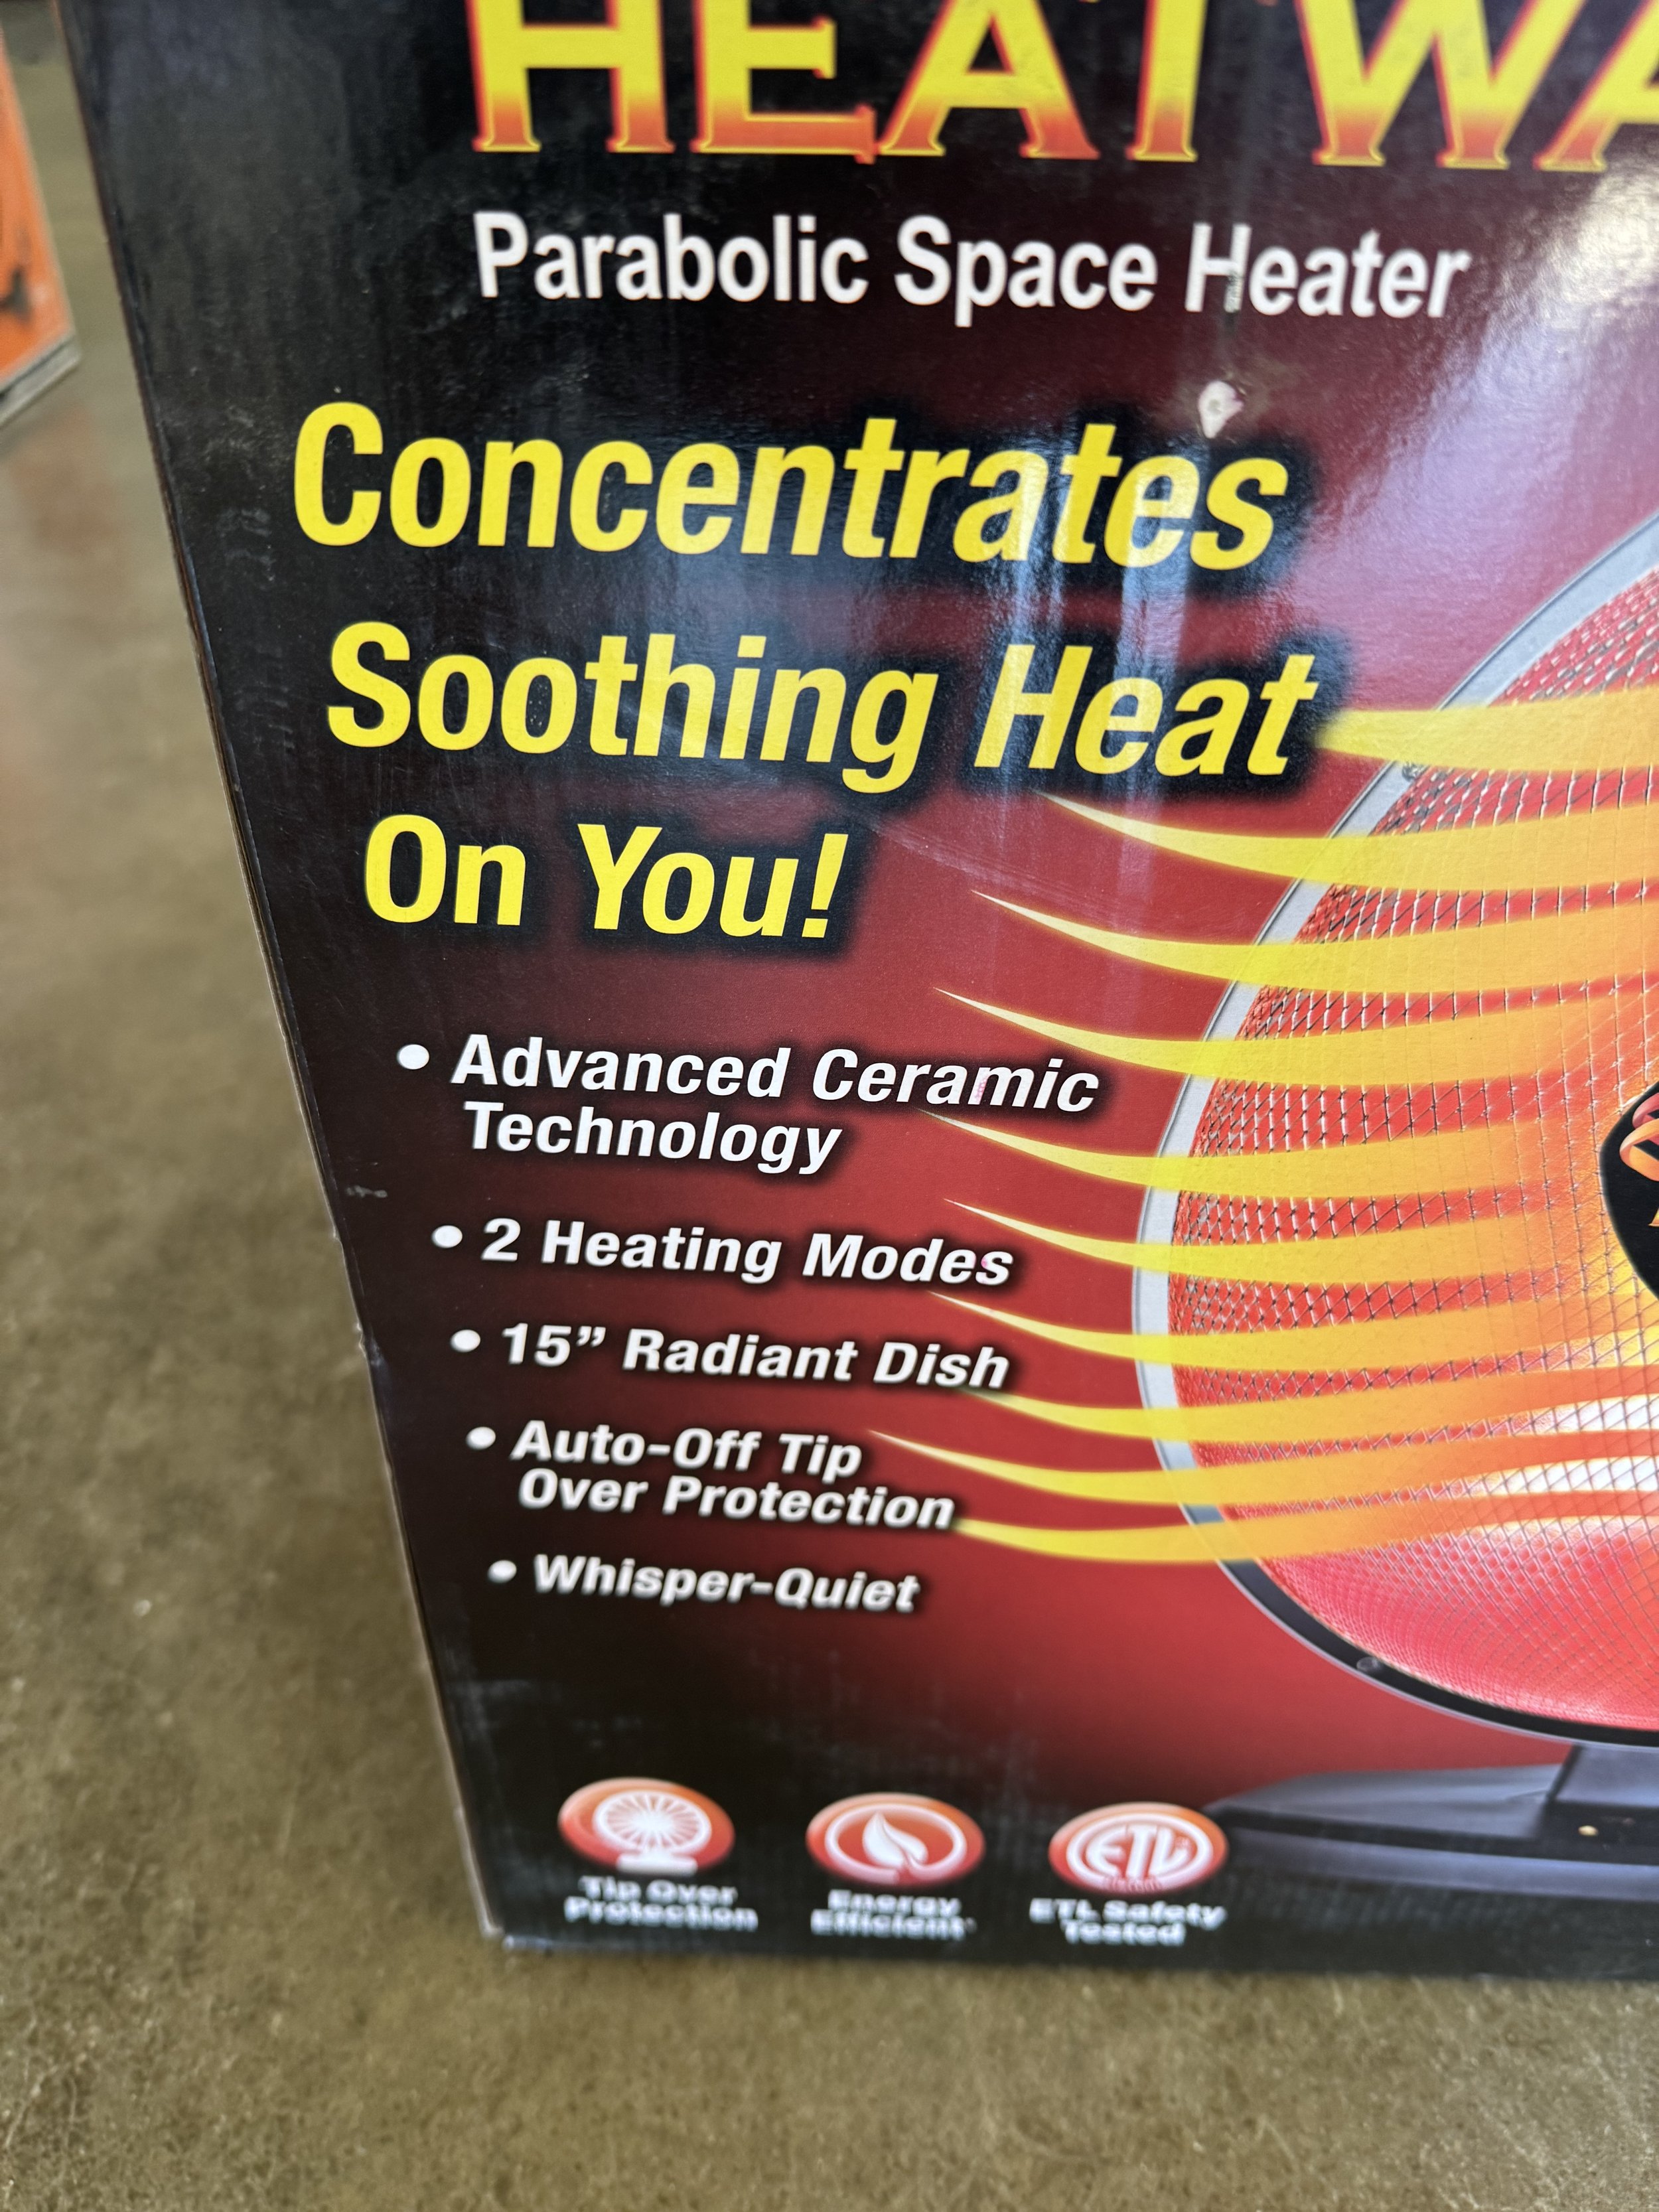 HEATWA
Parabolic Space Heater
Concentrates
Soothing Heat
On You!
• Advanced Ceramic
Technology
• 2 Heating Modes
• 15” Radiant Dish
• Auto-Off Tip
Over Protection
• Whisper-Quiet
ETL
Tip Over
Protection
Energy
Efficient
ETL Safety
Tested